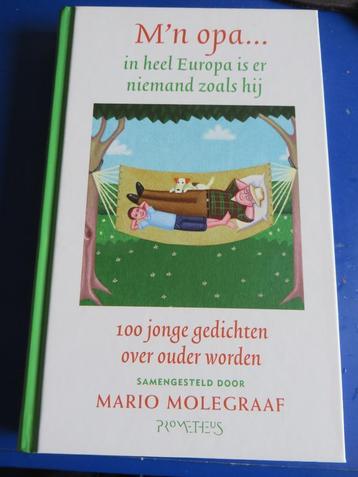 M'n opa...
in heel Europa is er
niemand zoals hij
100 jonge gedichten
over ouder worden
SAMENGESTELD DOOR
MARIO MOLEGRAAF
PROMETHEUS